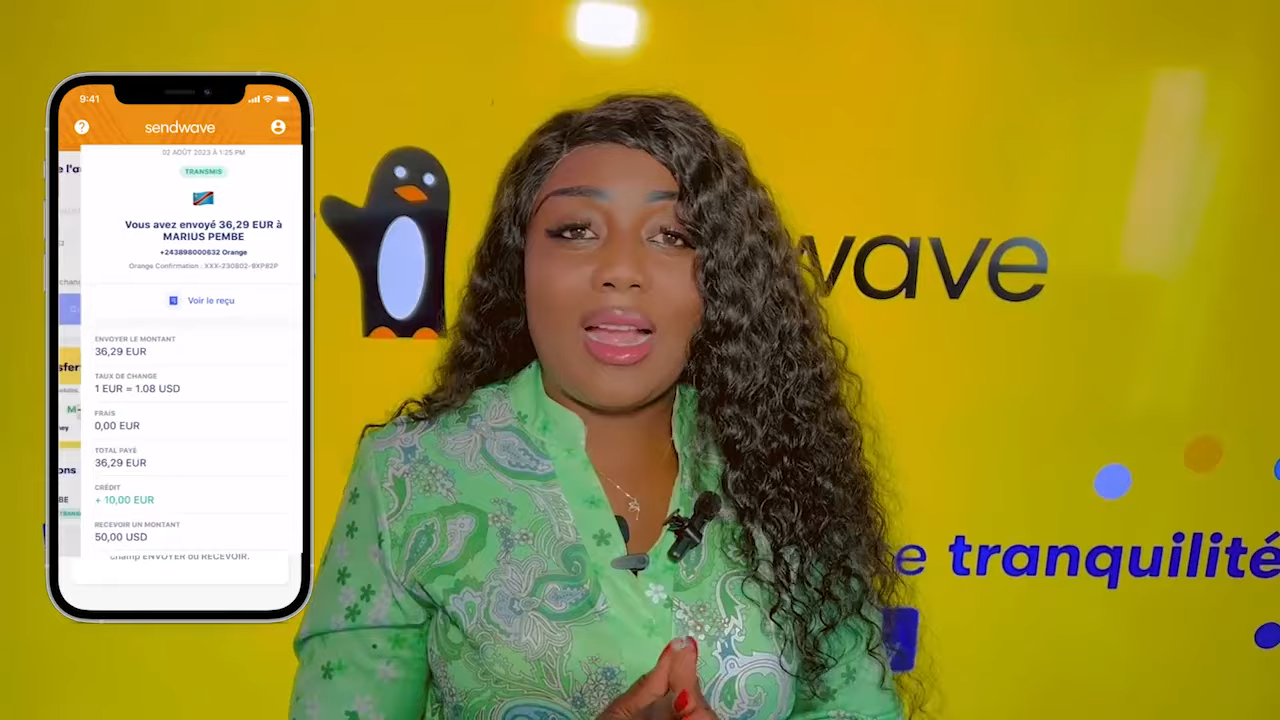 9:41
sendwave
02 AOÛT 2023 À 1:25 PM
TRANSMIS
Vous avez envoyé 36,29 EUR à
MARIUS PEMBE
+243898000632 Orange
Orange Confirmation : XXX-230802-9XP82P
Voir le reçu
ENVOYER LE MONTANT
36,29 EUR
TAUX DE CHANGE
1 EUR = 1.08 USD
FRAIS
0,00 EUR
TOTAL PAYÉ
36,29 EUR
CRÉDIT
+ 10,00 EUR
RECEVOIR UN MONTANT
50,00 USD
champ ENVOYER ou RECEVOIR.
wave
e tranquilité